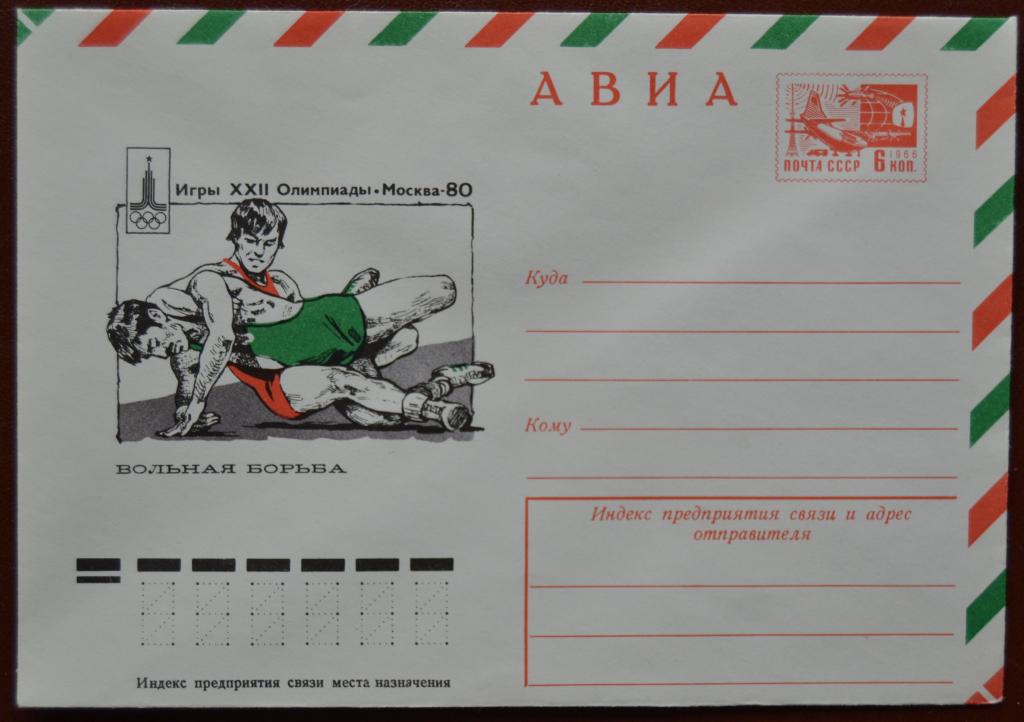 АВИА
1966
ПОЧТА СССР 6 КОП.
Игры XXII Олимпиады•Москва-80
ВОЛЬНАЯ БОРЬБА
Куда
Кому
Индекс предприятия связи и адрес
отправителя
Индекс предприятия связи места назначения